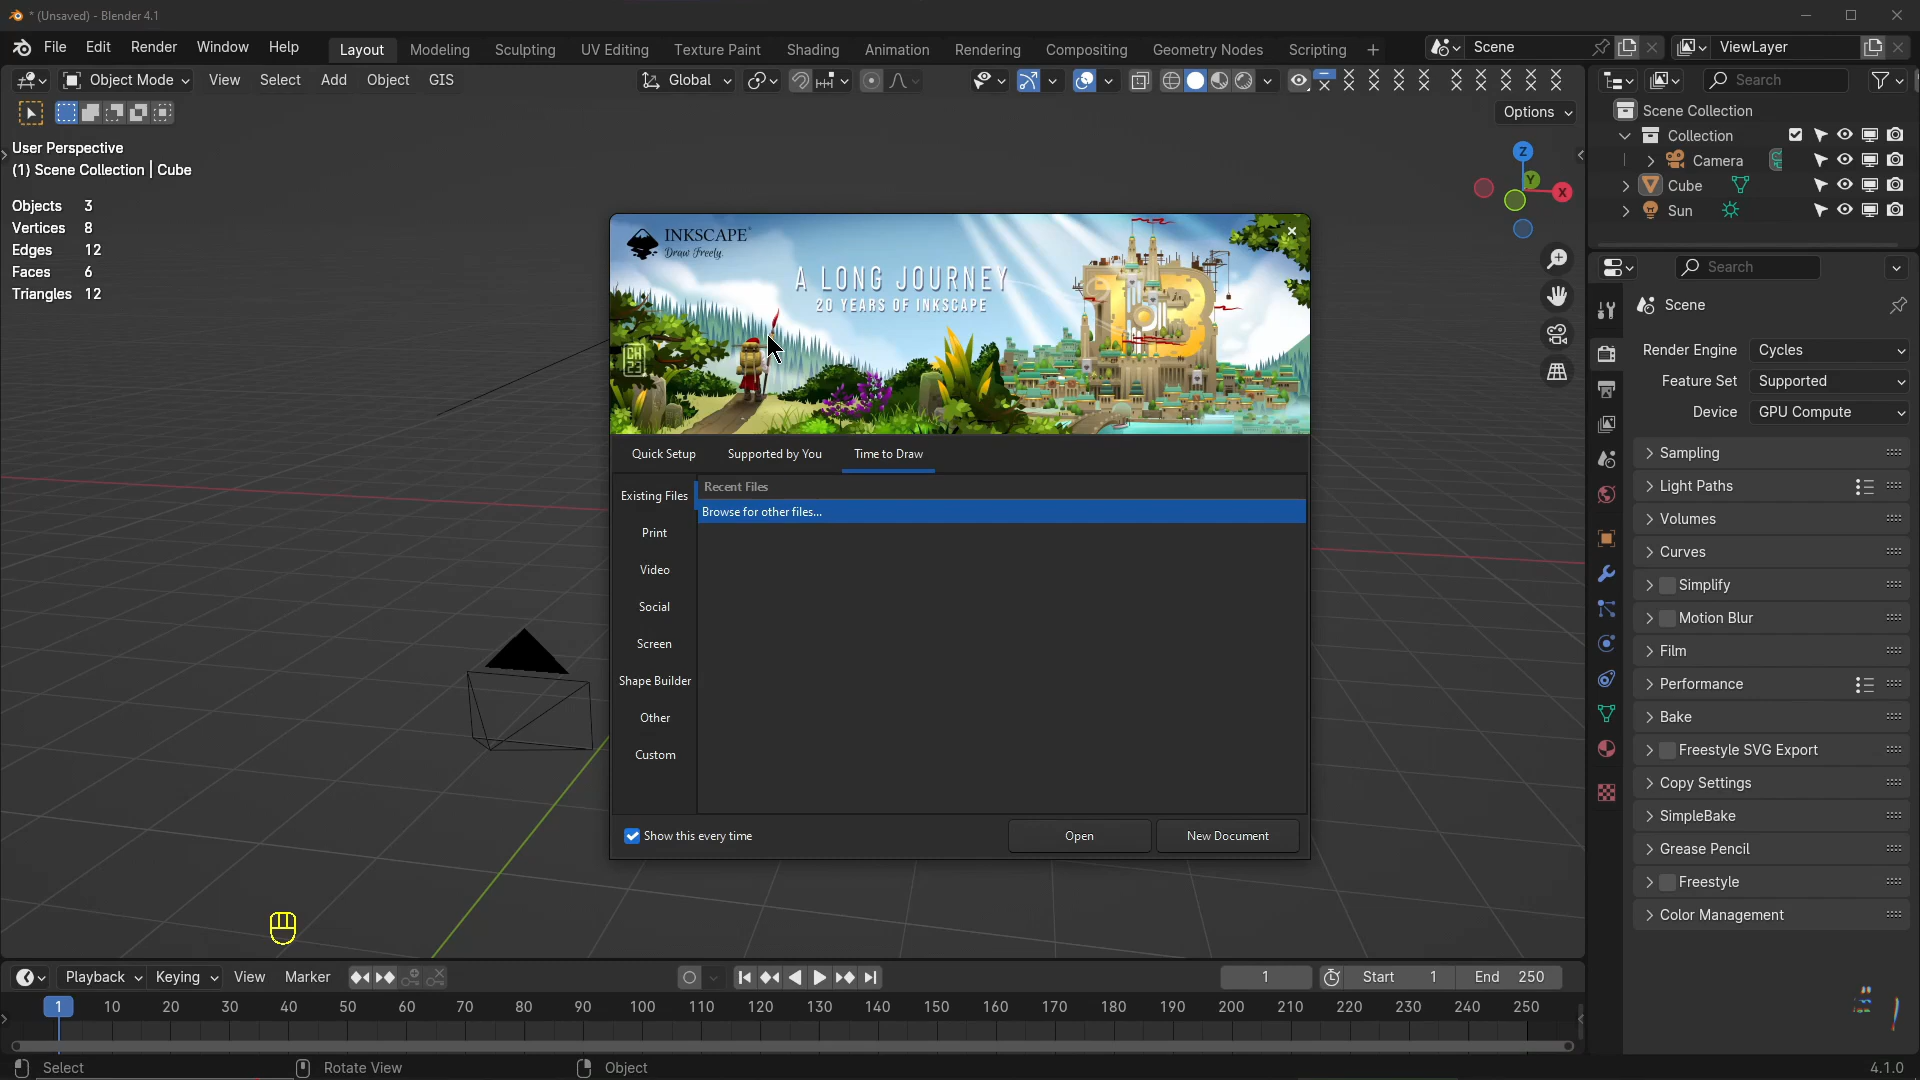 * (Unsaved) - Blender 4.1
File Edit Render Window Help
Layout Modeling Sculpting UV Editing Texture Paint Shading Animation Rendering Compositing Geometry Nodes Scripting +
Scene
ViewLayer
Object Mode View Select Add Object GIS
Global
Search
Options
User Perspective
(1) Scene Collection | Cube
Objects 3
Vertices 8
Edges 12
Faces 6
Triangles 12
Z
Y
X
Scene Collection
Collection
Camera
Cube
Sun
Search
Scene
Render Engine Cycles
Feature Set Supported
Device GPU Compute
Sampling
Light Paths
Volumes
Curves
Simplify
Motion Blur
Film
Performance
Bake
Freestyle SVG Export
Copy Settings
SimpleBake
Grease Pencil
Freestyle
Color Management
INKSCAPE
Draw Freely.
A LONG JOURNEY
20 YEARS OF INKSCAPE
CH
23
Quick Setup Supported by You Time to Draw
Existing Files
Print
Video
Social
Screen
Shape Builder
Other
Custom
Recent Files
Browse for other files...
Show this every time
Open
New Document
Playback Keying View Marker
1
Start 1
End 250
1 10 20 30 40 50 60 70 80 90 100 110 120 130 140 150 160 170 180 190 200 210 220 230 240 250
Select Rotate View Object
4.1.0